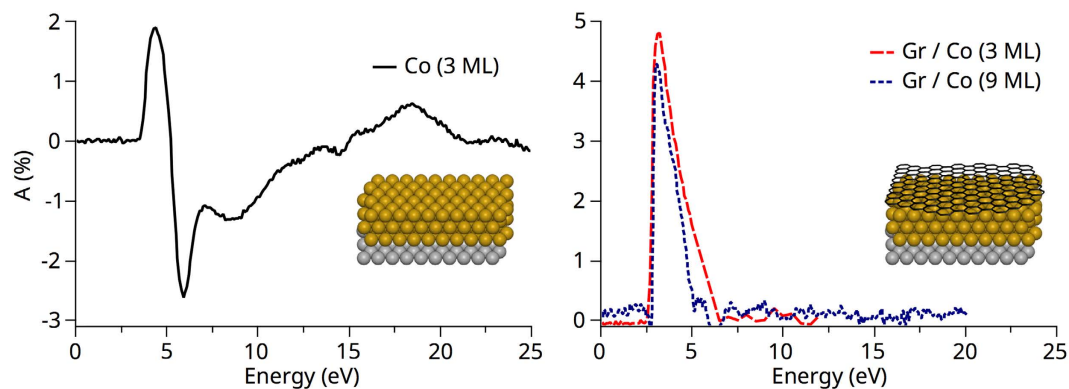 2
1
0
-1
-2
-3
A (%)
Co (3 ML)
0 5 10 15 20 25
Energy (eV)
5
4
3
2
1
0
Gr / Co (3 ML)
Gr / Co (9 ML)
0 5 10 15 20 25
Energy (eV)